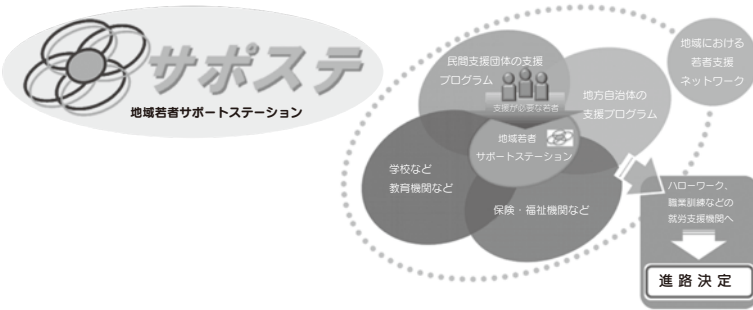 サポステ
地域若者サポートステーション
民間支援団体の支援
プログラム
支援が必要な若者
地方自治体の
支援プログラム
地域若者
サポートステーション
学校など
教育機関など
保険・福祉機関など
地域における
若者支援
ネットワーク
ハローワーク、
職業訓練などの
就労支援機関へ
進路決定